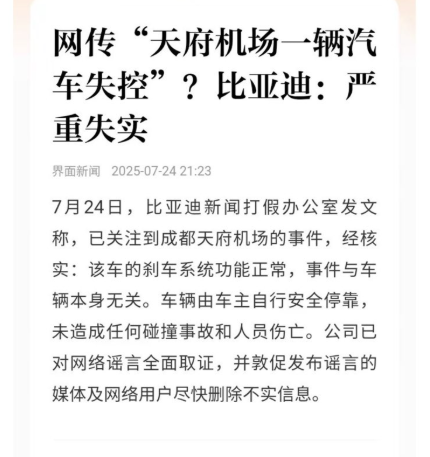 网传“天府机场一辆汽
车失控”？比亚迪：严
重失实
界面新闻 2025-07-24 21:23
7月24日，比亚迪新闻打假办公室发文
称，已关注到成都天府机场的事件，经核
实：该车的刹车系统功能正常，事件与车
辆本身无关。车辆由车主自行安全停靠，
未造成任何碰撞事故和人员伤亡。公司已
对网络谣言全面取证，并敦促发布谣言的
媒体及网络用户尽快删除不实信息。